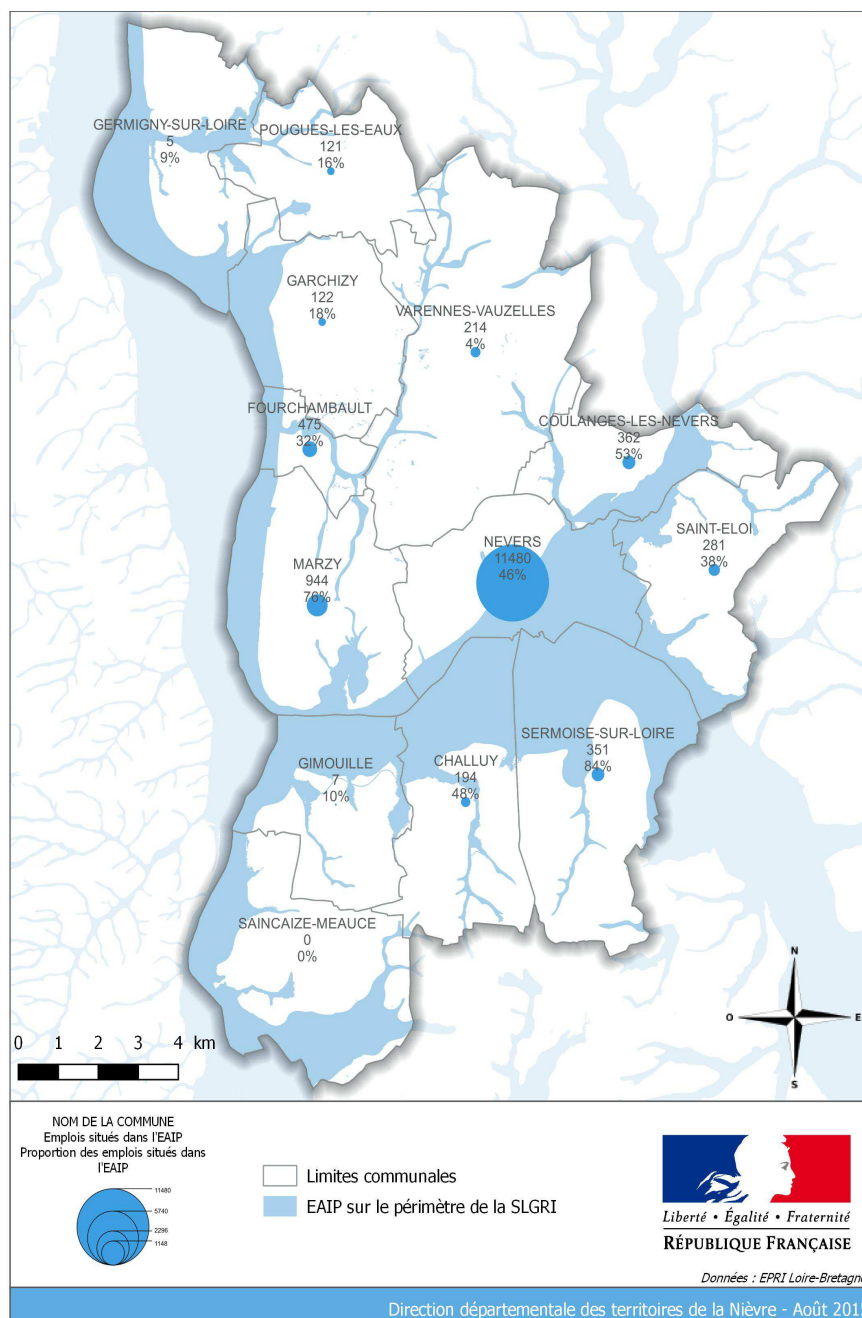 GERMIGNY-SUR-LOIRE
5
9%
POUGUES-LES-EAUX
121
16%
GARCHIZY
122
18%
VARENNES-VAUZELLES
214
4%
FOURCHAMBAULT
475
32%
COULANGES-LES-NEVERS
362
53%
SAINT-ELOI
281
38%
NEVERS
11480
46%
MARZY
944
76%
SERMOISE-SUR-LOIRE
351
84%
GIMOUILLE
7
10%
CHALLUY
194
48%
SAINCAIZE-MEAUCE
0
0%
N
O E
S
0 1 2 3 4 km
NOM DE LA COMMUNE
Emplois situés dans l'EAIP
Proportion des emplois situés dans
l'EAIP
11480
5740
2296
1148
Limites communales
EAIP sur le périmètre de la SLGRI
Liberté • Égalité • Fraternité
RÉPUBLIQUE FRANÇAISE
Données : EPRI Loire-Bretagne
Direction départementale des territoires de la Nièvre - Août 2015